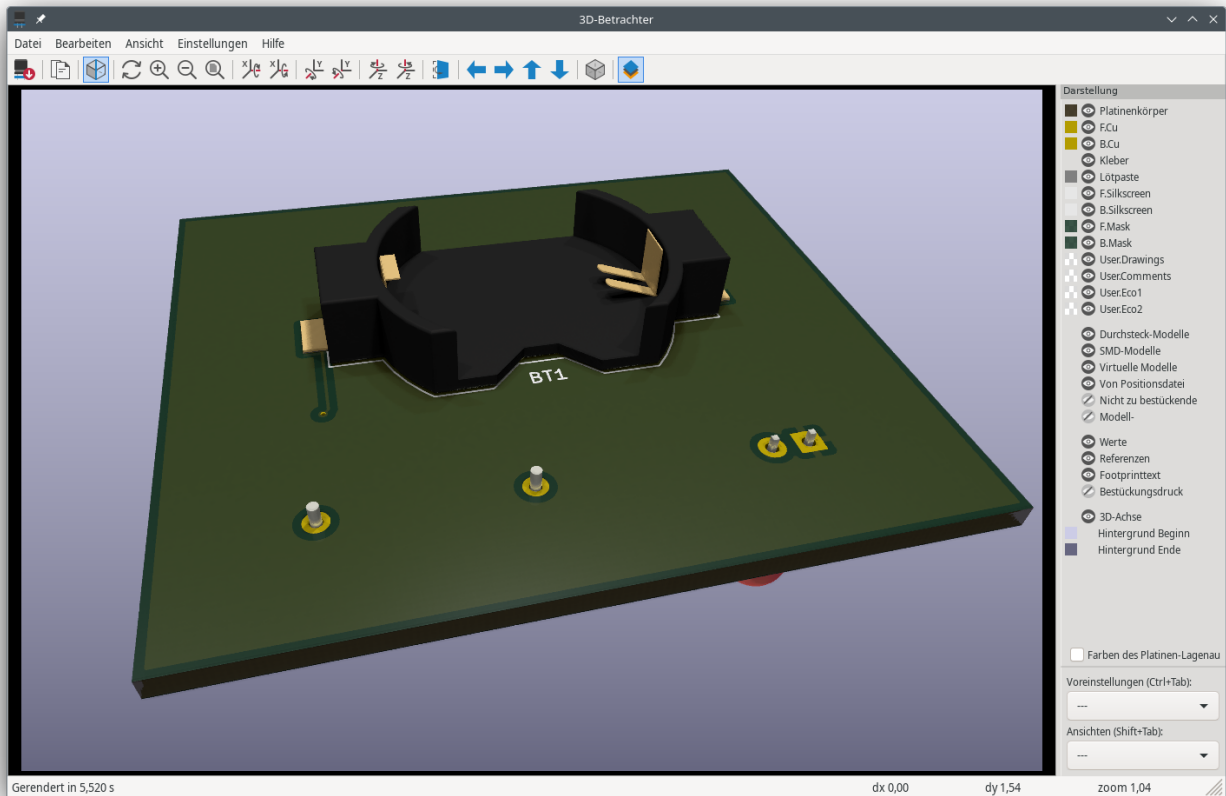 3D-Betrachter
Datei Bearbeiten Ansicht Einstellungen Hilfe
Darstellung
Platinenkörper
F.Cu
B.Cu
Kleber
Lötpaste
F.Silkscreen
B.Silkscreen
F.Mask
B.Mask
User.Drawings
User.Comments
User.Eco1
User.Eco2
Durchsteck-Modelle
SMD-Modelle
Virtuelle Modelle
Von Positionsdatei
Nicht zu bestückende
Modell-
Werte
Referenzen
Footprinttext
Bestückungsdruck
3D-Achse
Hintergrund Beginn
Hintergrund Ende
BT1
Farben des Platinen-Lagenau
Voreinstellungen (Ctrl+Tab):
---
Ansichten (Shift+Tab):
---
Gerendert in 5,520 s dx 0,00 dy 1,54 zoom 1,04